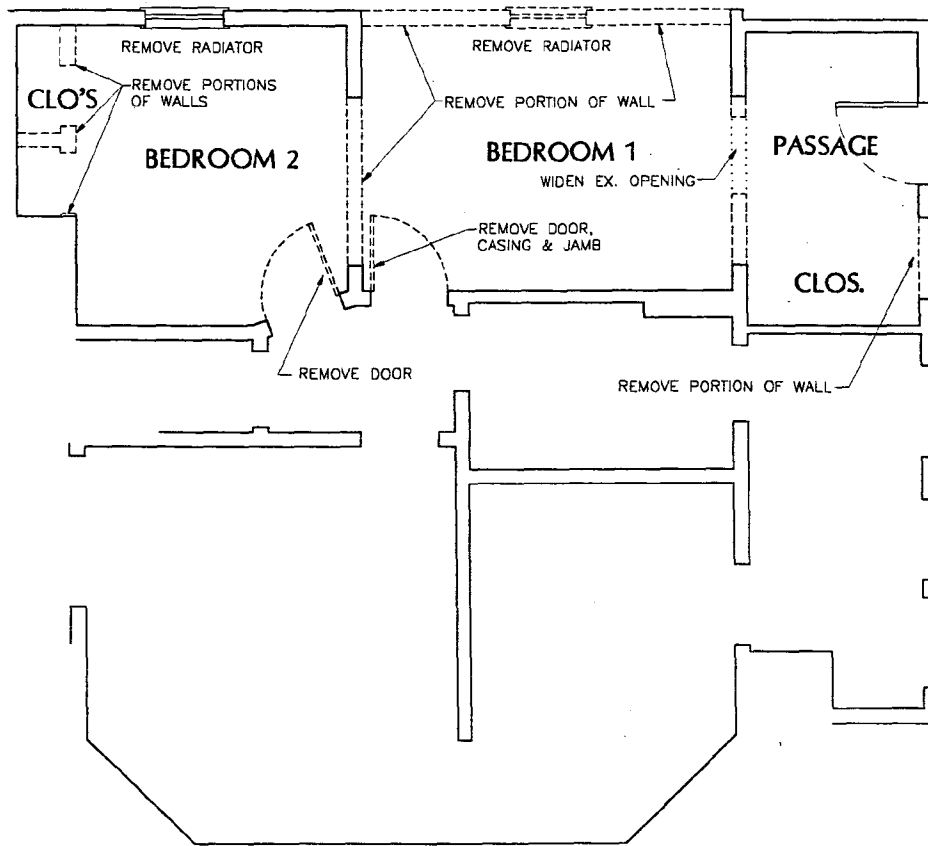 REMOVE RADIATOR
REMOVE RADIATOR
CLO'S
REMOVE PORTIONS
OF WALLS
REMOVE PORTION OF WALL
BEDROOM 2
BEDROOM 1
PASSAGE
WIDEN EX. OPENING
REMOVE DOOR,
CASING & JAMB
CLOS.
REMOVE DOOR
REMOVE PORTION OF WALL